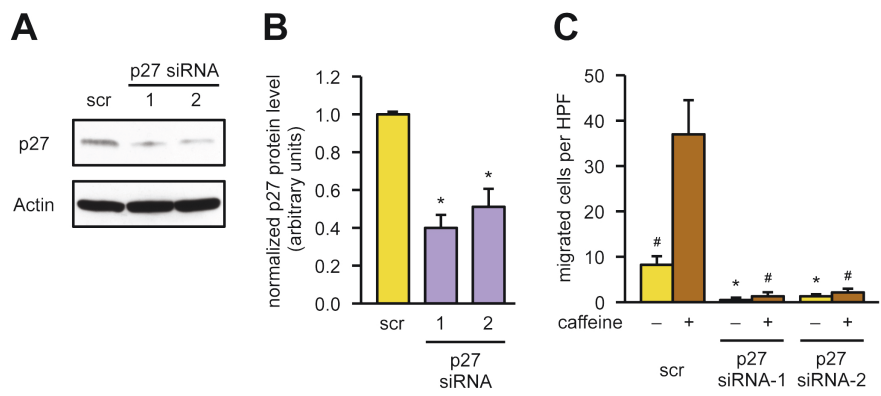 A
p27 siRNA
scr 1 2
p27
Actin
B
normalized p27 protein level
(arbitrary units)
1.2
1.0
0.8
0.6
0.4
0.2
0.0
*
*
scr 1 2
p27
siRNA
C
migrated cells per HPF
50
40
30
20
10
0
#
*
#
*
#
caffeine – + – + – +
scr
p27
siRNA-1
p27
siRNA-2